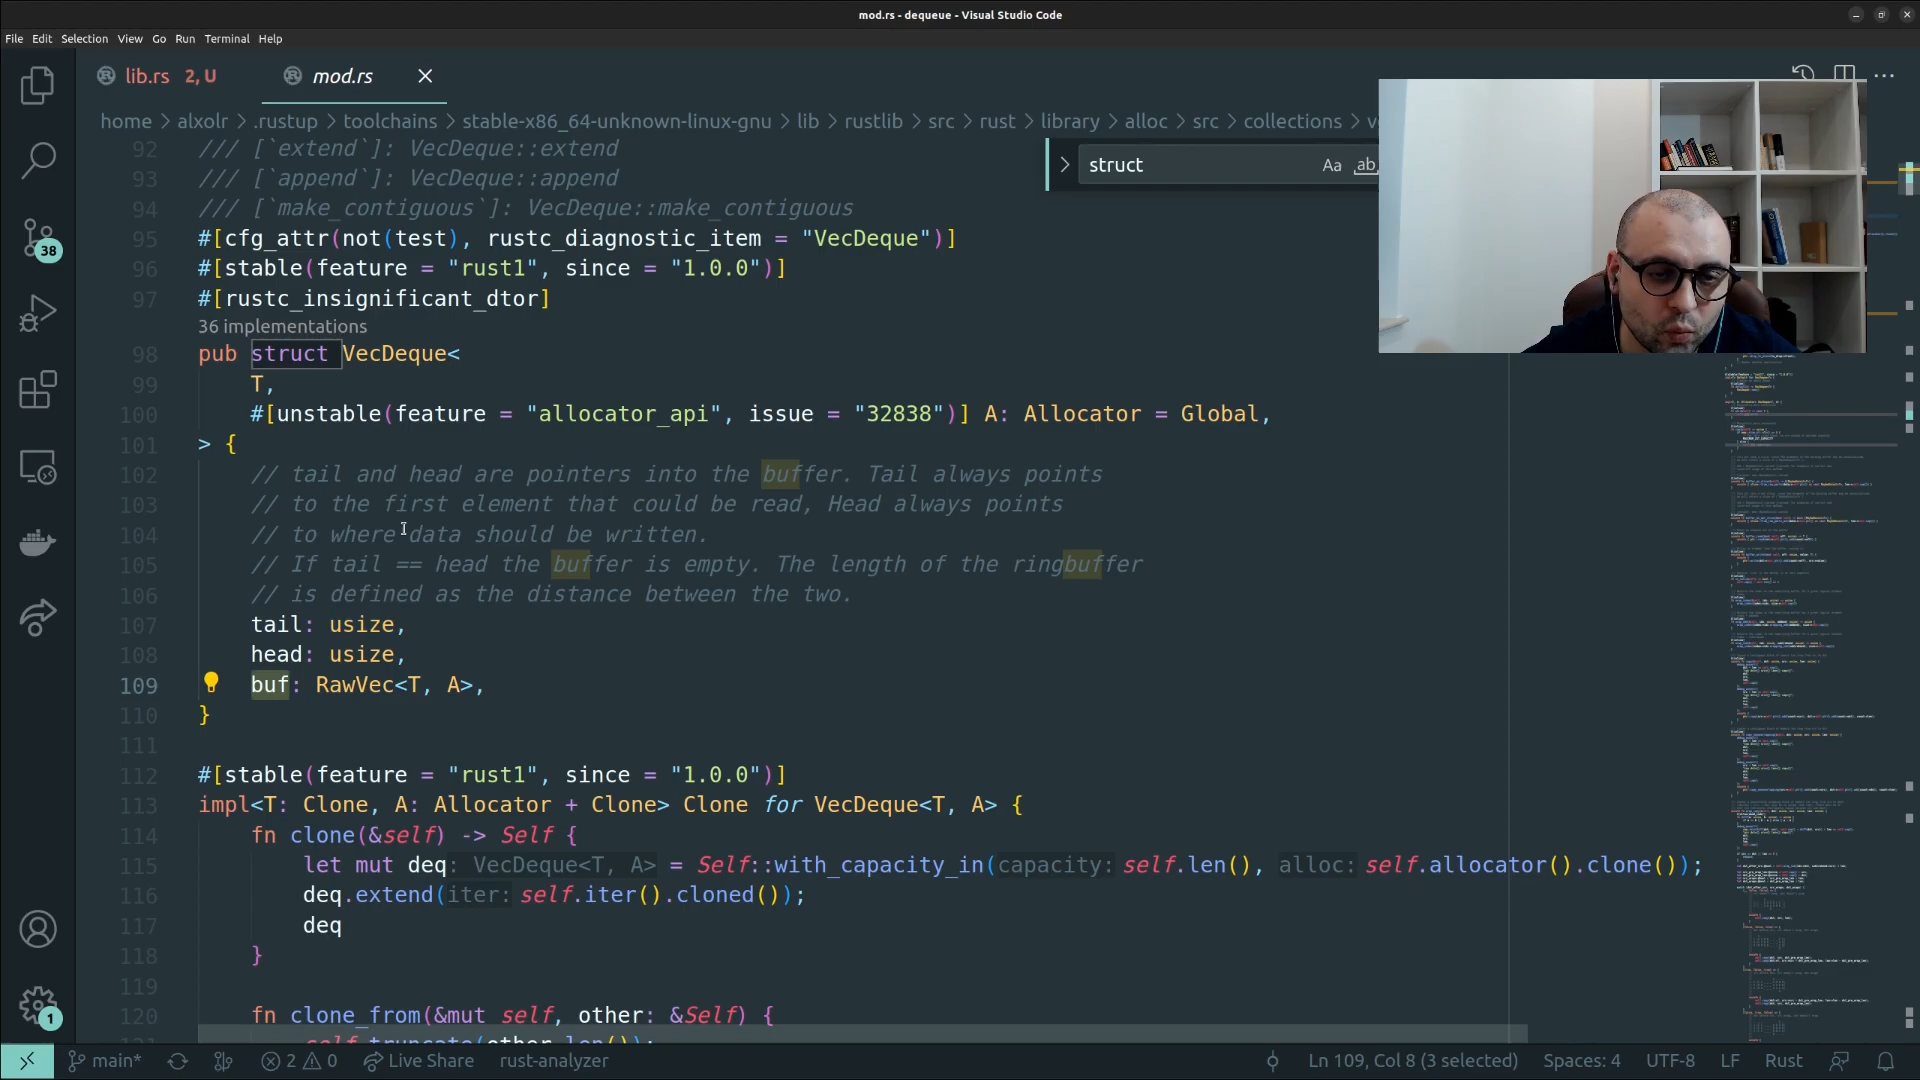 mod.rs - dequeue - Visual Studio Code
File Edit Selection View Go Run Terminal Help
lib.rs 2, U mod.rs
home > alxolr > .rustup > toolchains > stable-x86_64-unknown-linux-gnu > lib > rustlib > src > rust > library > alloc > src > collections >
struct Aa ab
92 /// [`extend`]: VecDeque::extend
93 /// [`append`]: VecDeque::append
94 /// [`make_contiguous`]: VecDeque::make_contiguous
95 #[cfg_attr(not(test), rustc_diagnostic_item = "VecDeque")]
96 #[stable(feature = "rust1", since = "1.0.0")]
97 #[rustc_insignificant_dtor]
36 implementations
98 pub struct VecDeque<
99 T,
100 #[unstable(feature = "allocator_api", issue = "32838")] A: Allocator = Global,
101 > {
102 // tail and head are pointers into the buffer. Tail always points
103 // to the first element that could be read, Head always points
104 // to where data should be written.
105 // If tail == head the buffer is empty. The length of the ringbuffer
106 // is defined as the distance between the two.
107 tail: usize,
108 head: usize,
109 buf: RawVec<T, A>,
110 }
111
112 #[stable(feature = "rust1", since = "1.0.0")]
113 impl<T: Clone, A: Allocator + Clone> Clone for VecDeque<T, A> {
114 fn clone(&self) -> Self {
115 let mut deq: VecDeque<T, A> = Self::with_capacity_in(capacity: self.len(), alloc: self.allocator().clone());
116 deq.extend(iter: self.iter().cloned());
117 deq
118 }
119
120 fn clone_from(&mut self, other: &Self) {
self.truncate(other.len());
38
1
main* 2 0 Live Share rust-analyzer Ln 109, Col 8 (3 selected) Spaces: 4 UTF-8 LF Rust